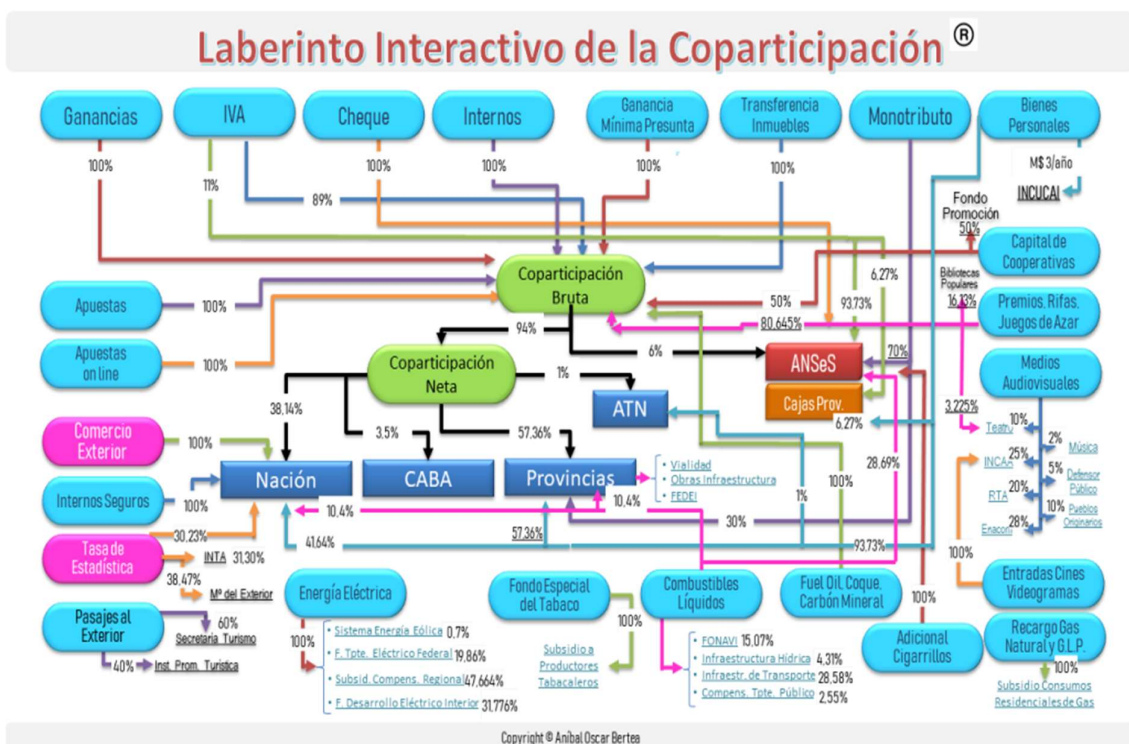 Laberinto Interactivo de la Coparticipación ®
Ganancias
IVA
Cheque
Internos
Ganancia
Mínima Presunta
Transferencia
Inmuebles
Monotributo
Bienes
Personales
100%
11%
89%
100%
100%
100%
100%
M$ 3/año
INCUCAI
Fondo
Promoción
50%
Capital de
Cooperativas
Coparticipación
Bruta
6,27%
93,73%
50%
Bibliotecas
Populares
16,13%
Premios, Rifas,
Juegos de Azar
80.645%
Apuestas
100%
Apuestas
on line
100%
94%
6%
ANSeS
70%
Cajas Prov.
6,27%
Medios
Audiovisuales
Coparticipación
Neta
1%
ATN
38,14%
3.5%
57.36%
3.225%
Teatro
10%
2%
Música
INCAA
25%
5%
Defensor
Público
RTA
20%
10%
Pueblos
Originarios
Enacom
28%
Comercio
Exterior
100%
Nación
CABA
Provincias
• Vialidad
• Obras Infraestructura
• FEDEI
28.69%
100%
1%
Internos Seguros
100%
10,4%
10,4%
30%
30,23%
41.64%
57.36%
93.73%
Tasa de
Estadística
INTA 31,30%
38.47%
Mº del Exterior
Pasajes al
Exterior
60%
Secretaría Turismo
40%
Inst. Prom. Turística
Energía Eléctrica
100%
• Sistema Energía Eólica 0,7%
• F. Tpte. Eléctrico Federal 19,86%
• Subsid. Compens. Regional 47,664%
• F. Desarrollo Eléctrico Interior 31,776%
Fondo Especial
del Tabaco
100%
Subsidio a
Productores
Tabacaleros
Combustibles
Líquidos
• FONAVI 15.07%
• Infraestructura Hídrica 4,31%
• Infraestr. de Transporte 28,58%
• Compens. Tpte. Público 2,55%
Fuel Oil, Coque,
Carbón Mineral
100%
Adicional
Cigarrillos
100%
Entradas Cines
Videogramas
Recargo Gas
Natural y G.L.P.
100%
Subsidio Consumos
Residenciales de Gas
Copyright © Aníbal Oscar Bertea